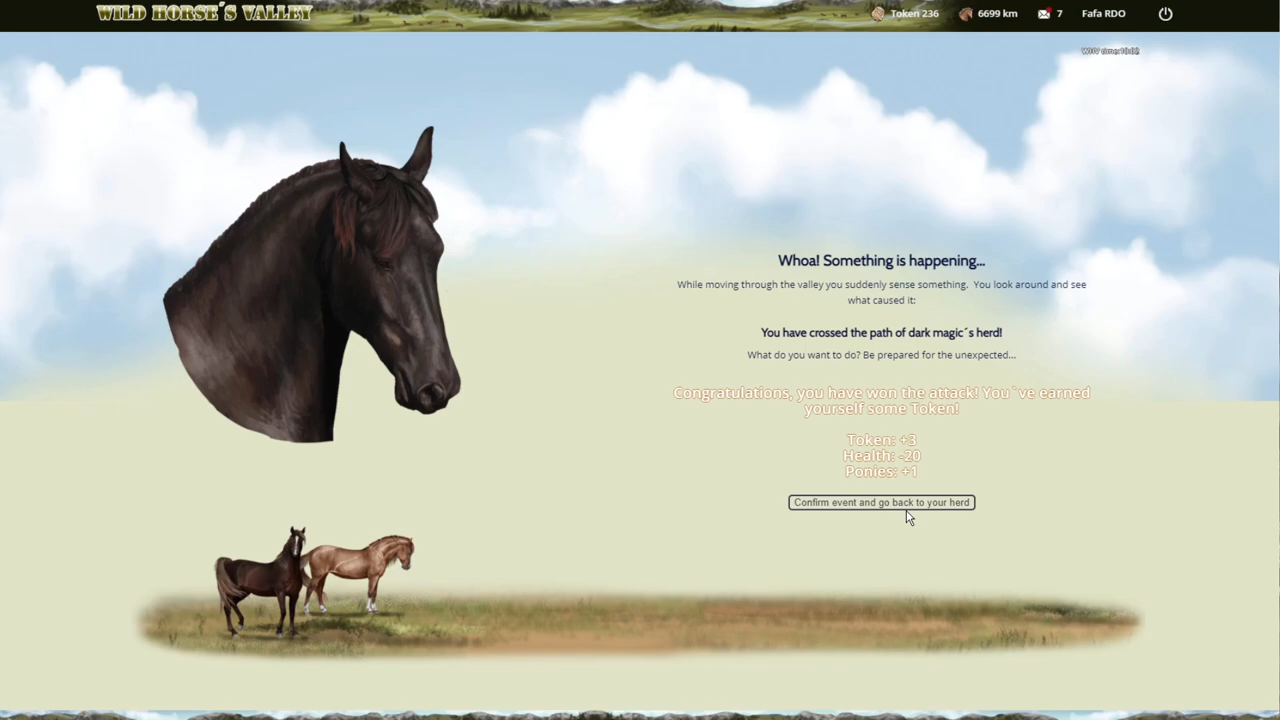 WILD HORSE´S VALLEY
Token 236
6699 km
7
Fafa RDO
Whoa! Something is happening...
While moving through the valley you suddenly sense something. You look around and see
what caused it:
You have crossed the path of dark magic´s herd!
What do you want to do? Be prepared for the unexpected...
Congratulations, you have won the attack! You´ve earned
yourself some Token!
Token: +3
Health: -20
Ponies: +1
Confirm event and go back to your herd